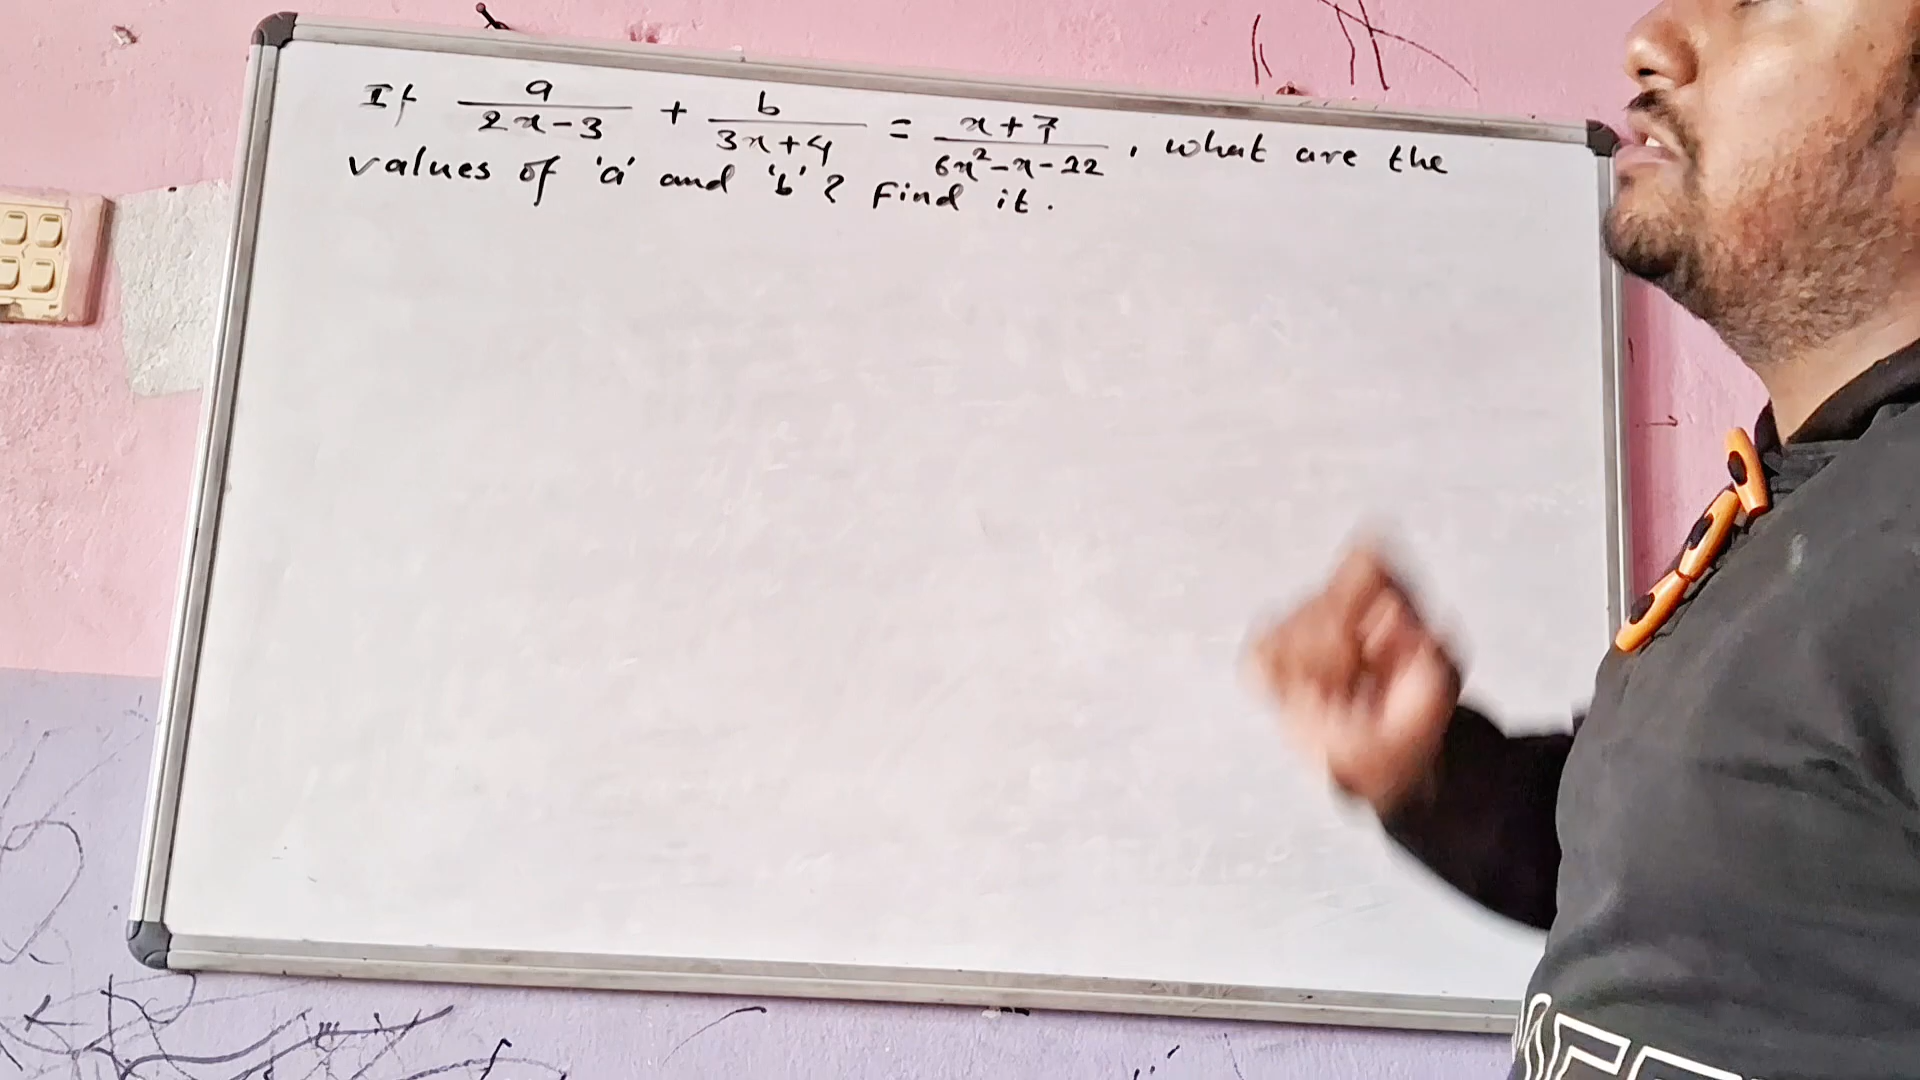 If a/(2x-3) + b/(3x+4) = (x+7)/(6x²-x-12), what are the
values of 'a' and 'b'? Find it.